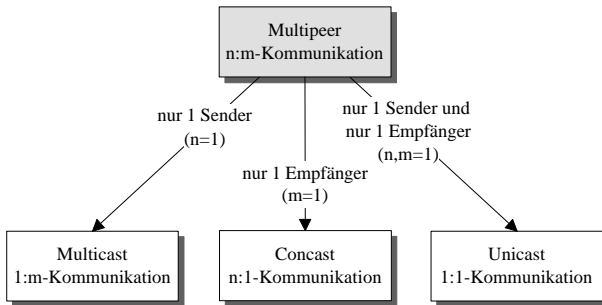 Multipeer
n:m-Kommunikation
nur 1 Sender
(n=1)
nur 1 Empfänger
(m=1)
nur 1 Sender und
nur 1 Empfänger
(n,m=1)
Multicast
1:m-Kommunikation
Concast
n:1-Kommunikation
Unicast
1:1-Kommunikation